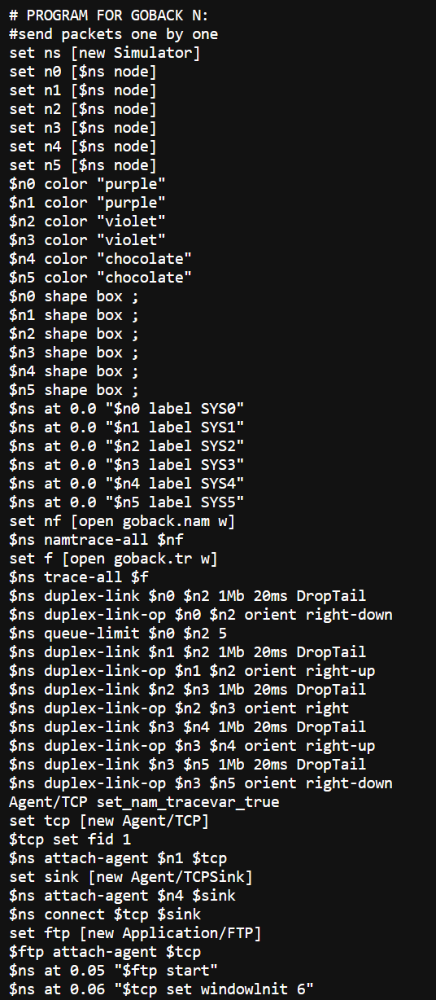 # PROGRAM FOR GOBACK N:
#send packets one by one
set ns [new Simulator]
set n0 [$ns node]
set n1 [$ns node]
set n2 [$ns node]
set n3 [$ns node]
set n4 [$ns node]
set n5 [$ns node]
$n0 color "purple"
$n1 color "purple"
$n2 color "violet"
$n3 color "violet"
$n4 color "chocolate"
$n5 color "chocolate"
$n0 shape box ;
$n1 shape box ;
$n2 shape box ;
$n3 shape box ;
$n4 shape box ;
$n5 shape box ;
$ns at 0.0 "$n0 label SYS0"
$ns at 0.0 "$n1 label SYS1"
$ns at 0.0 "$n2 label SYS2"
$ns at 0.0 "$n3 label SYS3"
$ns at 0.0 "$n4 label SYS4"
$ns at 0.0 "$n5 label SYS5"
set nf [open goback.nam w]
$ns namtrace-all $nf
set f [open goback.tr w]
$ns trace-all $f
$ns duplex-link $n0 $n2 1Mb 20ms DropTail
$ns duplex-link-op $n0 $n2 orient right-down
$ns queue-limit $n0 $n2 5
$ns duplex-link $n1 $n2 1Mb 20ms DropTail
$ns duplex-link-op $n1 $n2 orient right-up
$ns duplex-link $n2 $n3 1Mb 20ms DropTail
$ns duplex-link-op $n2 $n3 orient right
$ns duplex-link $n3 $n4 1Mb 20ms DropTail
$ns duplex-link-op $n3 $n4 orient right-up
$ns duplex-link $n3 $n5 1Mb 20ms DropTail
$ns duplex-link-op $n3 $n5 orient right-down
Agent/TCP set_nam_tracevar_true
set tcp [new Agent/TCP]
$tcp set fid 1
$ns attach-agent $n1 $tcp
set sink [new Agent/TCPSink]
$ns attach-agent $n4 $sink
$ns connect $tcp $sink
set ftp [new Application/FTP]
$ftp attach-agent $tcp
$ns at 0.05 "$ftp start"
$ns at 0.06 "$tcp set windowlnit 6"